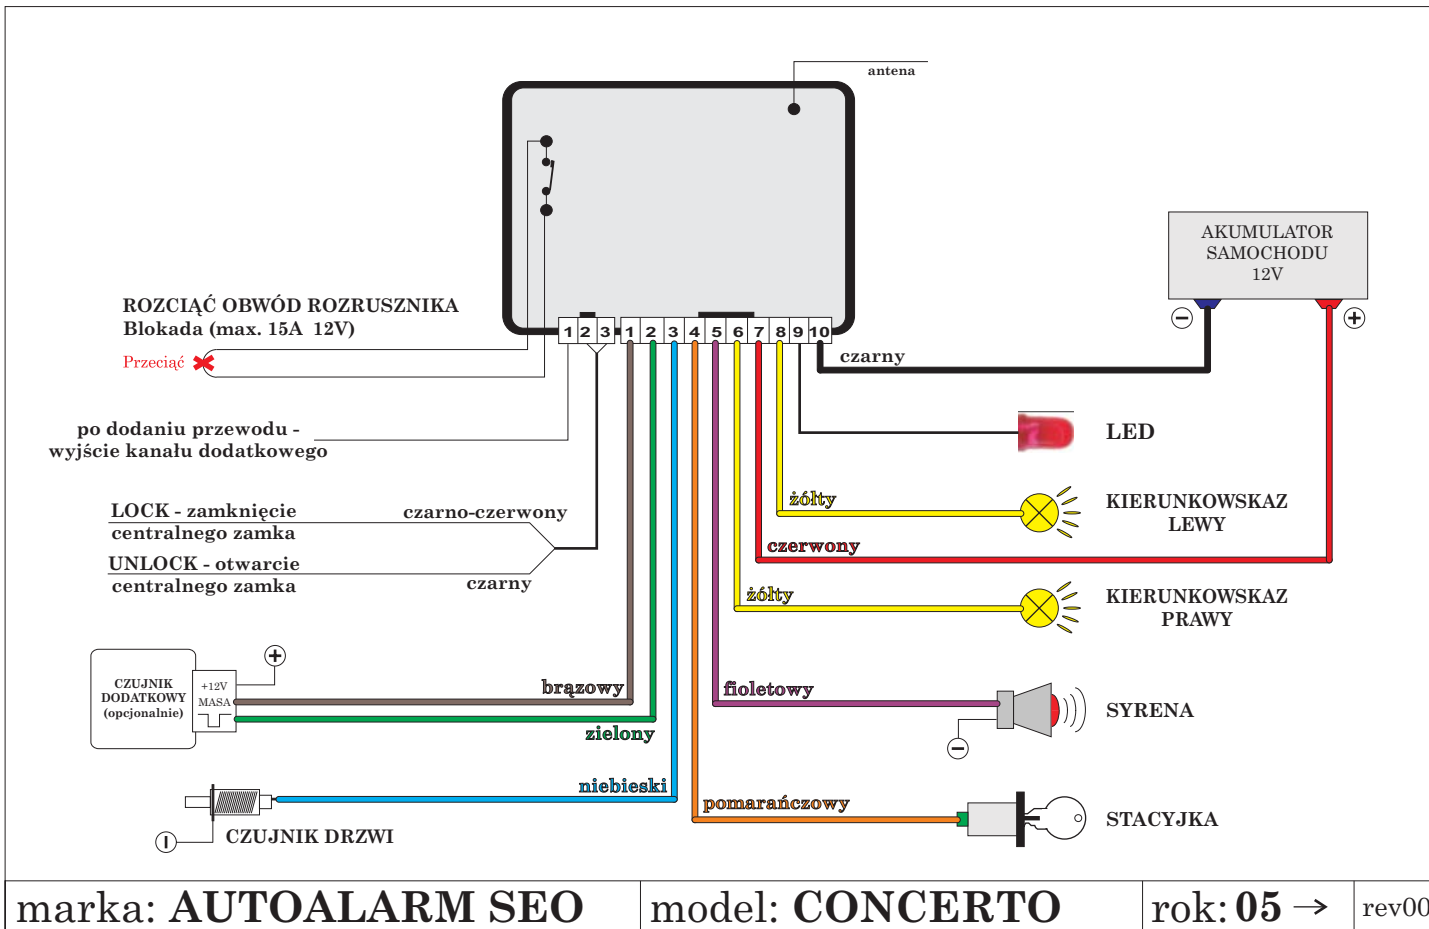 antena
AKUMULATOR
SAMOCHODU
12V
ROZCIĄĆ OBWÓD ROZRUSZNIKA
Blokada (max. 15A 12V)
Przeciąć
1 2 3 1 2 3 4 5 6 7 8 9 10
czarny
po dodaniu przewodu -
wyjście kanału dodatkowego
LED
LOCK - zamknięcie
centralnego zamka
czarno-czerwony
UNLOCK - otwarcie
centralnego zamka
czarny
żółty
KIERUNKOWSKAZ
LEWY
czerwony
żółty
KIERUNKOWSKAZ
PRAWY
CZUJNIK
DODATKOWY
(opcjonalnie)
+12V
MASA
brązowy
zielony
fioletowy
SYRENA
niebieski
CZUJNIK DRZWI
pomarańczowy
STACYJKA
marka: AUTOALARM SEO
model: CONCERTO
rok: 05 →
rev00